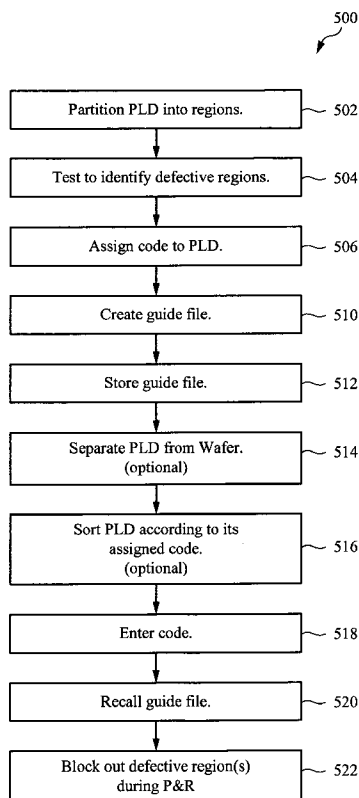 500
Partition PLD into regions. 502
Test to identify defective regions. 504
Assign code to PLD. 506
Create guide file. 510
Store guide file. 512
Separate PLD from Wafer.
(optional) 514
Sort PLD according to its
assigned code. 516
(optional)
Enter code. 518
Recall guide file. 520
Block out defective region(s) 522
during P&R